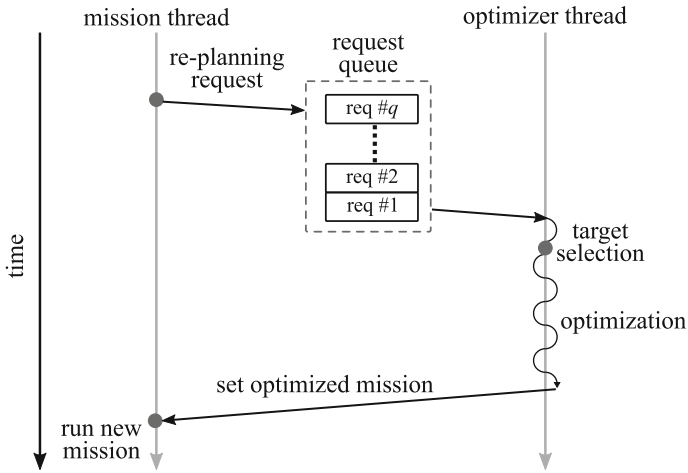 mission thread
optimizer thread
re-planning
request
request
queue
req #q
req #2
req #1
time
target
selection
optimization
set optimized mission
run new
mission